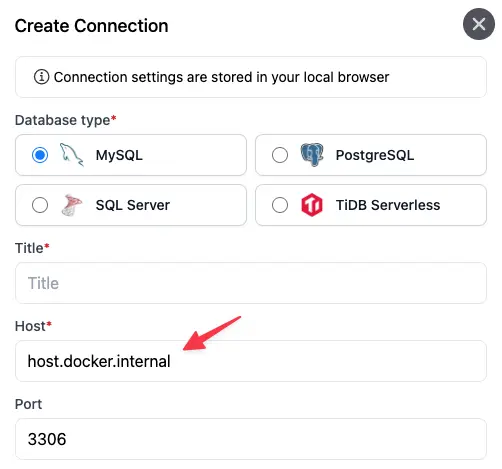 Create Connection
Connection settings are stored in your local browser
Database type*
MySQL
PostgreSQL
SQL Server
TiDB Serverless
Title*
Title
Host*
host.docker.internal
Port
3306